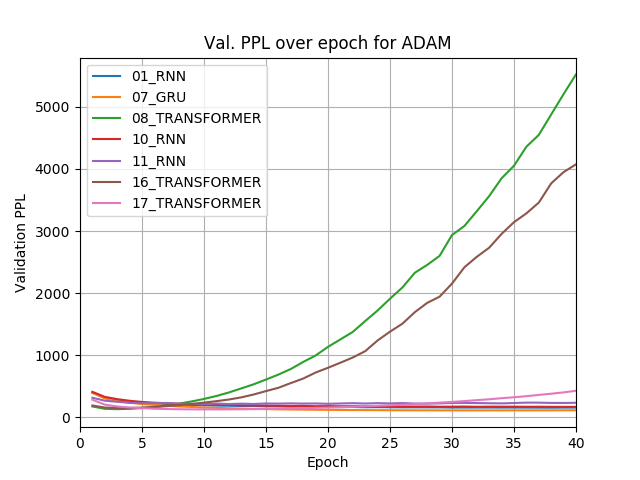 Val. PPL over epoch for ADAM
01_RNN
07_GRU
08_TRANSFORMER
10_RNN
11_RNN
16_TRANSFORMER
17_TRANSFORMER
Validation PPL
5000
4000
3000
2000
1000
0
0 5 10 15 20 25 30 35 40
Epoch